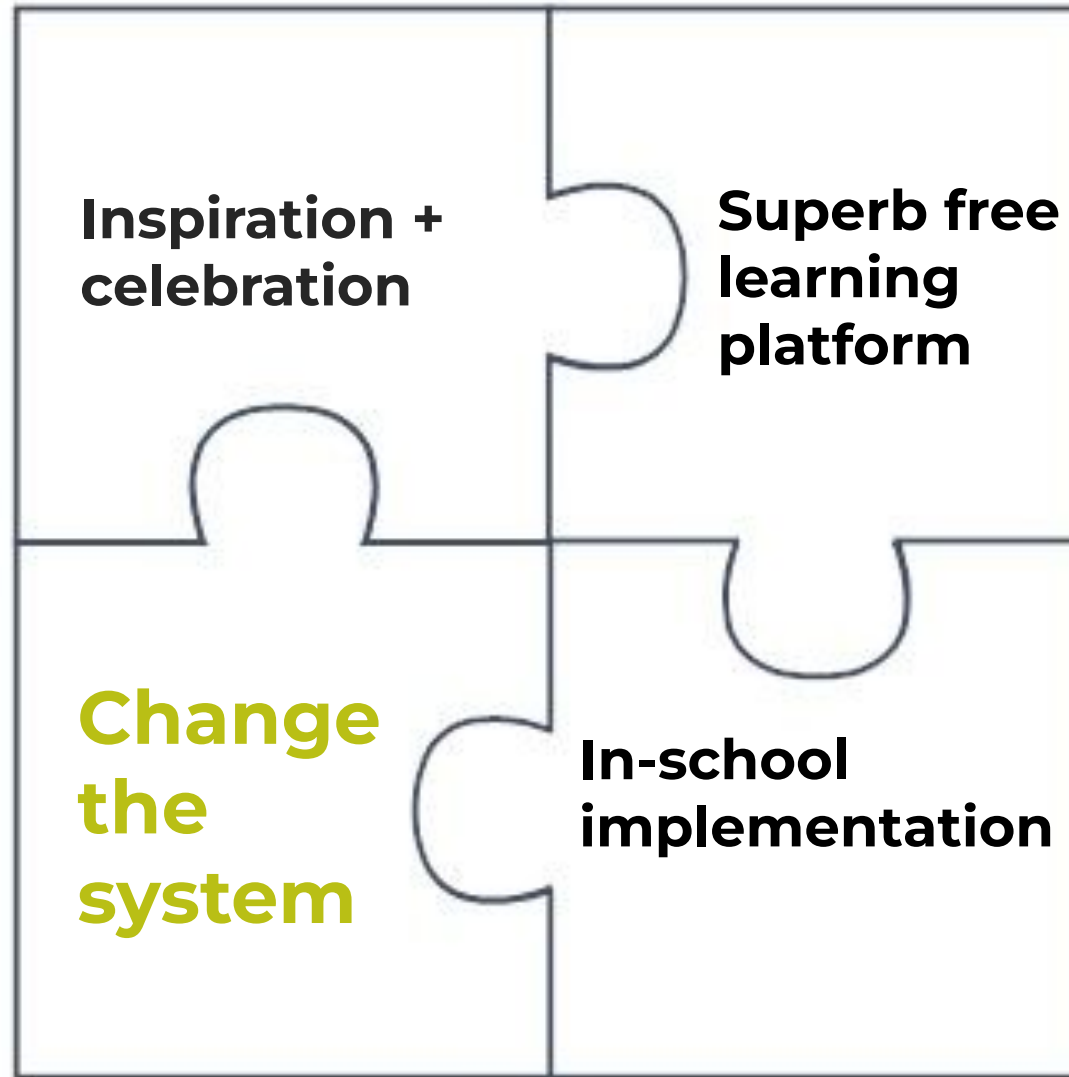 Inspiration +
celebration
Superb free
learning
platform
Change
the
system
In-school
implementation